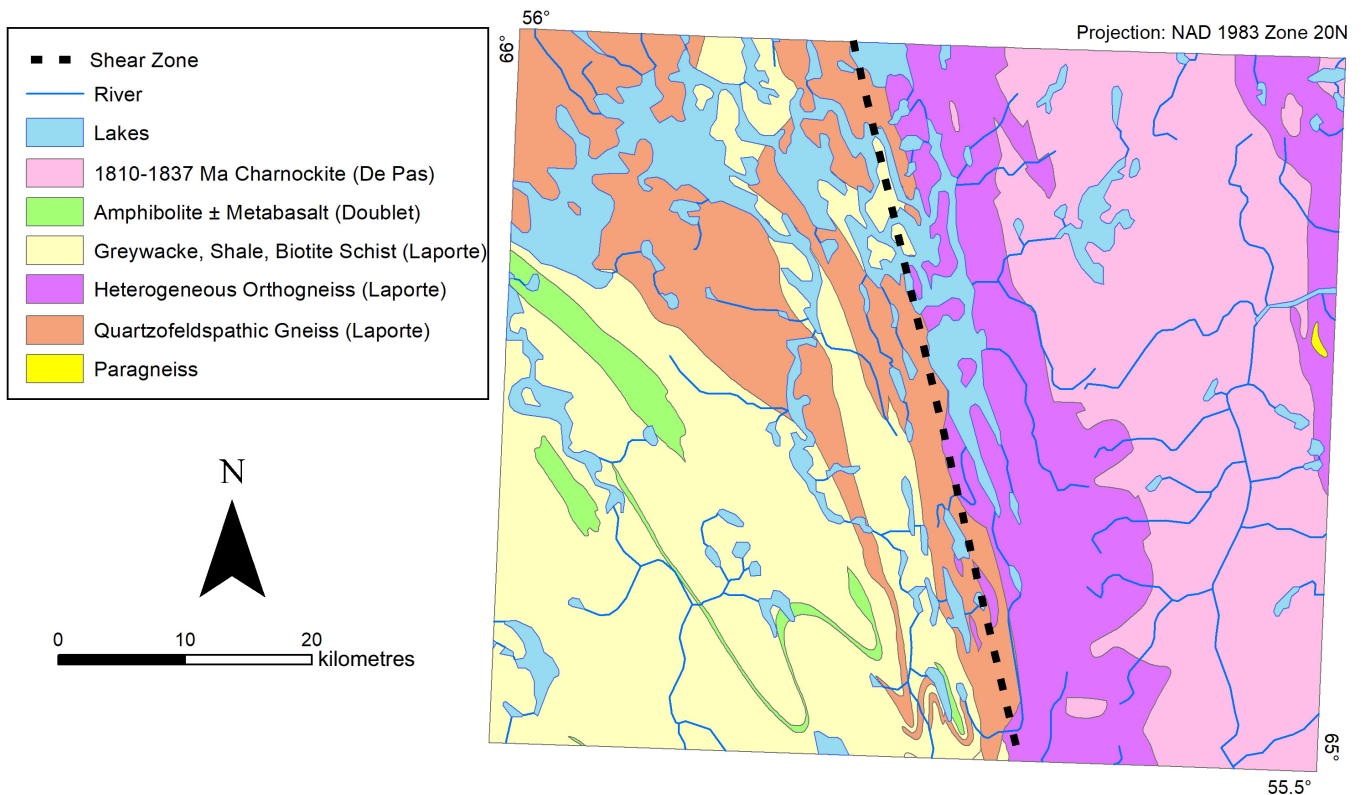 56°
66°
Projection: NAD 1983 Zone 20N
Shear Zone
River
Lakes
1810-1837 Ma Charnockite (De Pas)
Amphibolite ± Metabasalt (Doublet)
Greywacke, Shale, Biotite Schist (Laporte)
Heterogeneous Orthogneiss (Laporte)
Quartzofeldspathic Gneiss (Laporte)
Paragneiss
N
0 10 20
kilometres
65°
55.5°